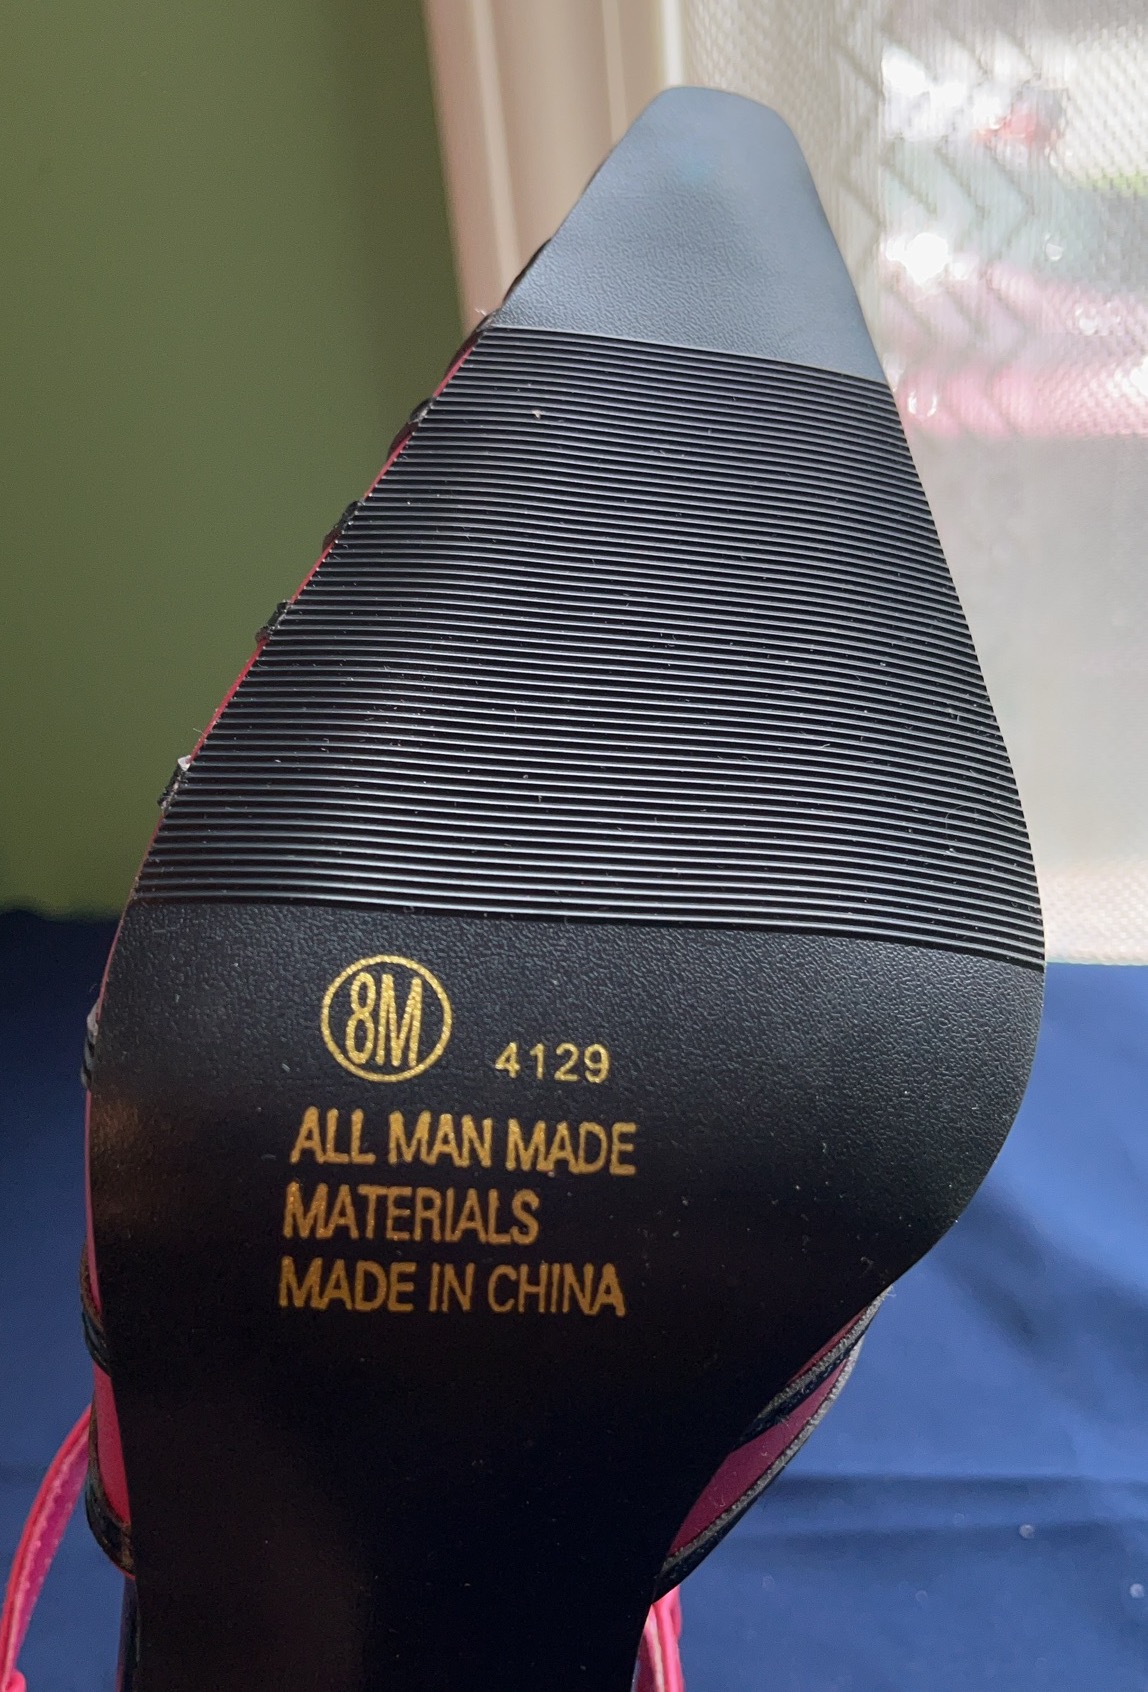 8M 4129
ALL MAN MADE
MATERIALS
MADE IN CHINA